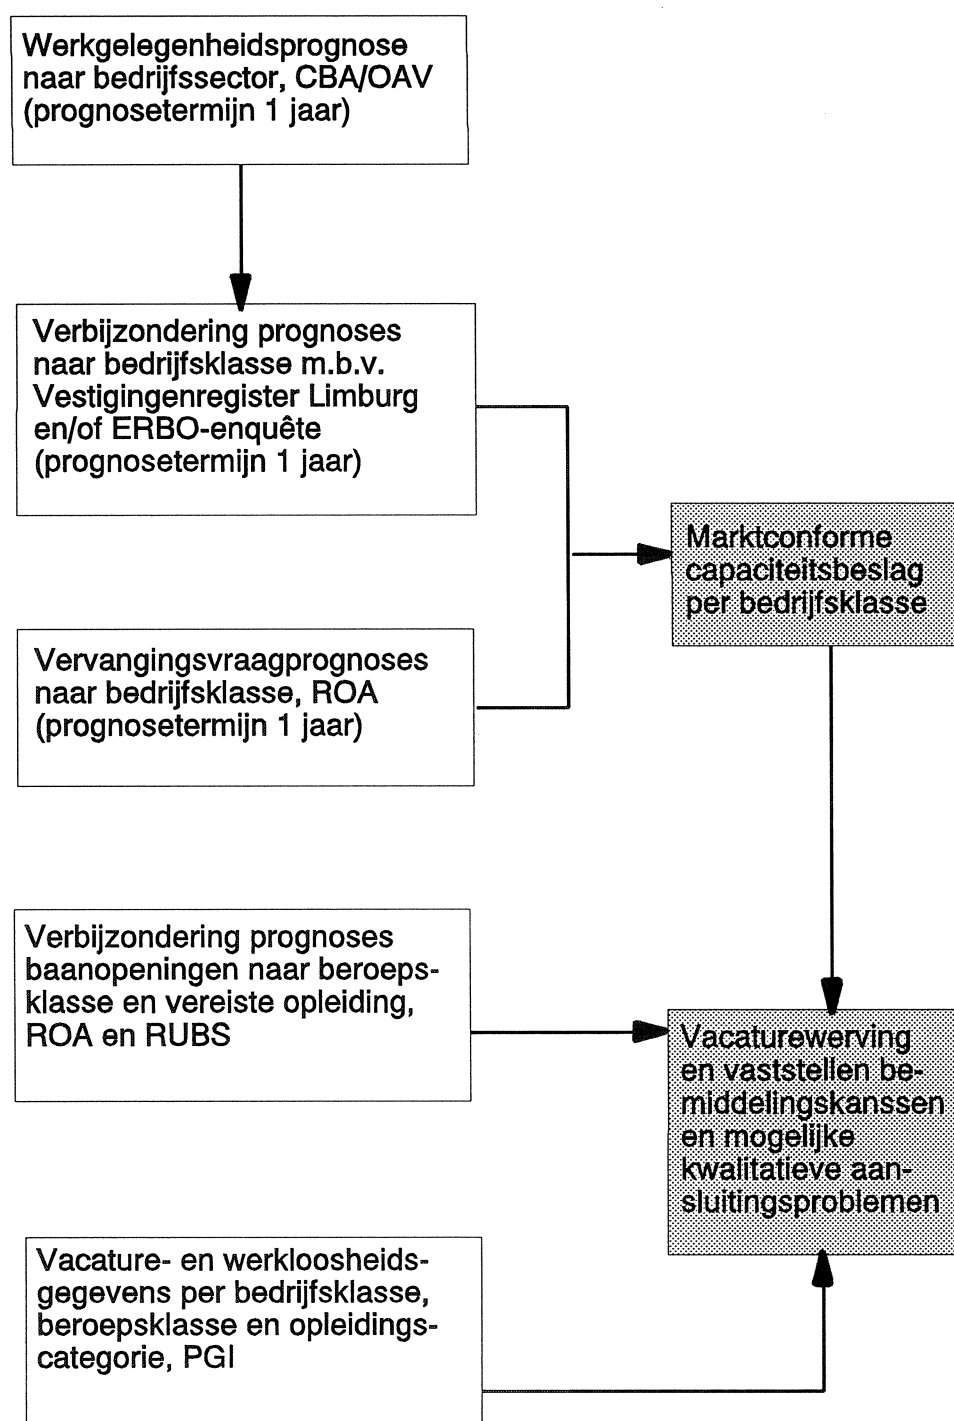 Werkgelegenheidsprognose
naar bedrijfssector, CBA/OAV
(prognosetermijn 1 jaar)
Verbijzondering prognoses
naar bedrijfsklasse m.b.v.
Vestigingenregister Limburg
en/of ERBO-enquête
(prognosetermijn 1 jaar)
Marktconforme
capaciteitsbeslag
per bedrijfsklasse
Vervangingsvraagprognoses
naar bedrijfsklasse, ROA
(prognosetermijn 1 jaar)
Verbijzondering prognoses
baanopeningen naar beroeps-
klasse en vereiste opleiding,
ROA en RUBS
Vacaturewerving
en vaststellen be-
middelingskanssen
en mogelijke
kwalitatieve aan-
sluitingsproblemen
Vacature- en werkloosheids-
gegevens per bedrijfsklasse,
beroepsklasse en opleidings-
categorie, PGI